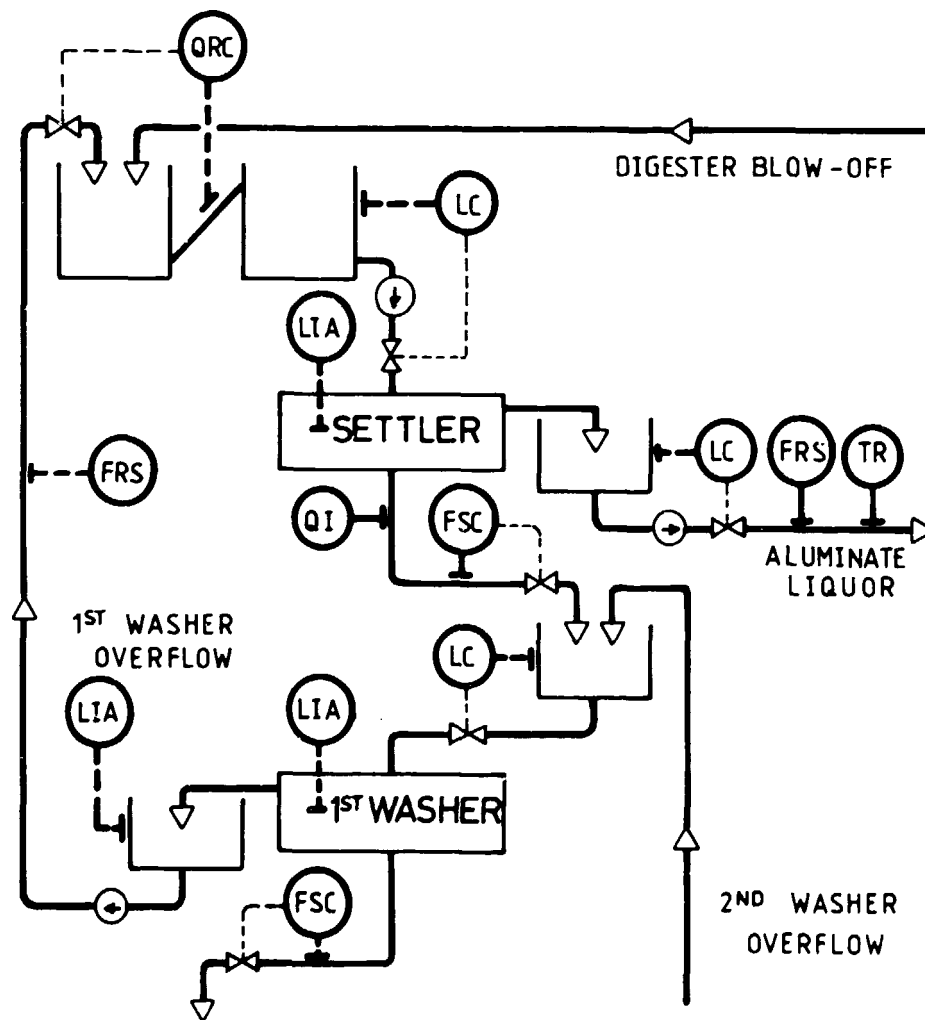 QRC
DIGESTER BLOW-OFF
LC
LIA
SETTLER
LC
FRS
TR
FRS
QI
FSC
ALUMINATE
LIQUOR
1ST WASHER
OVERFLOW
LC
LIA
LIA
1ST WASHER
FSC
2ND WASHER
OVERFLOW